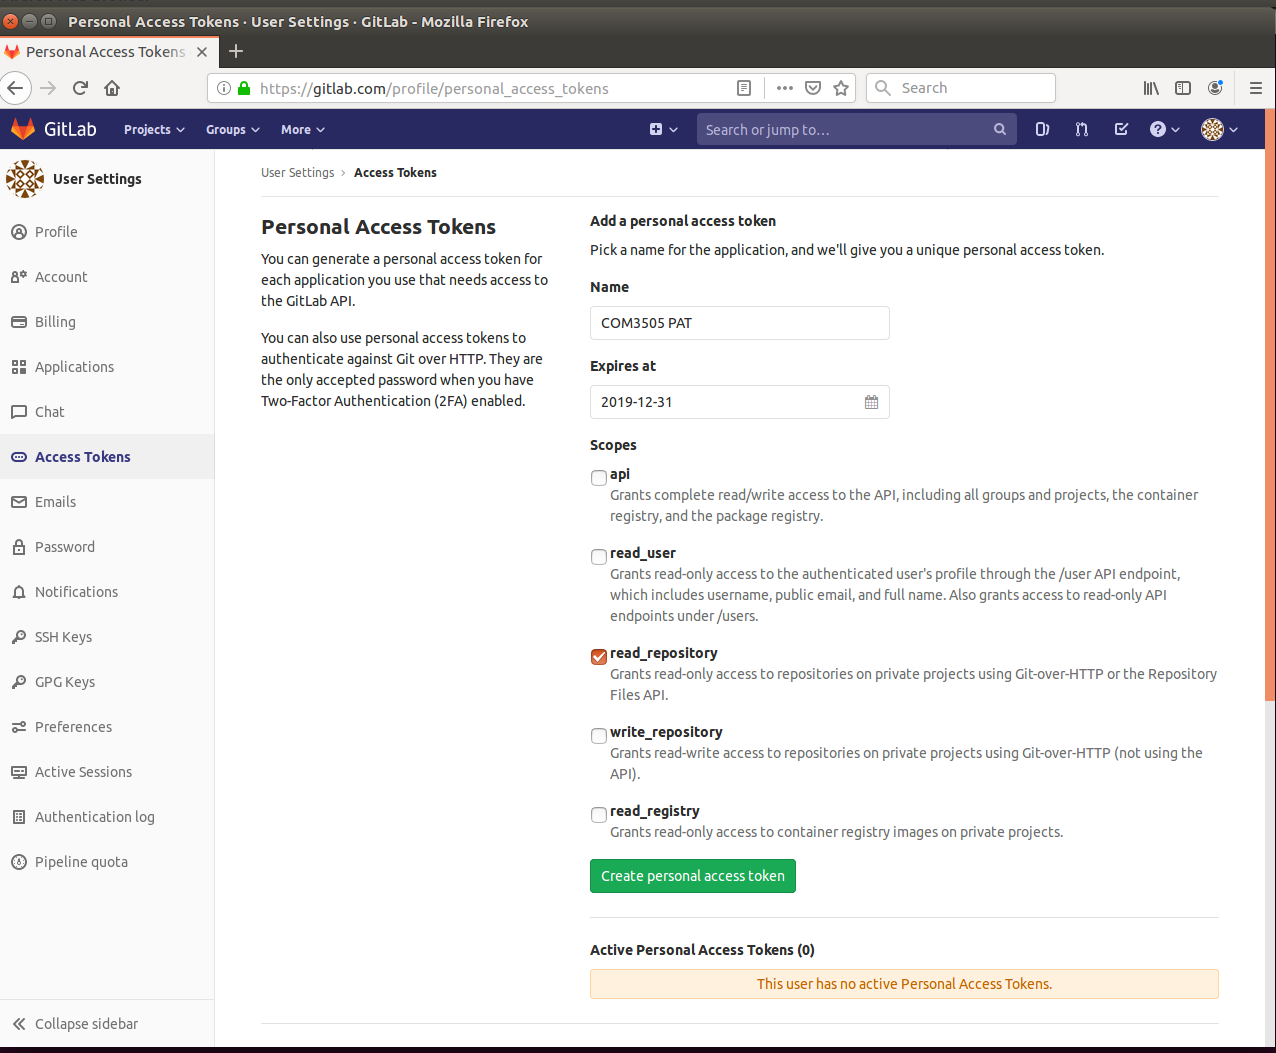 Personal Access Tokens · User Settings · GitLab - Mozilla Firefox
Personal Access Tokens
https://gitlab.com/profile/personal_access_tokens
Search
GitLab
Projects
Groups
More
Search or jump to…
User Settings
Profile
Account
Billing
Applications
Chat
Access Tokens
Emails
Password
Notifications
SSH Keys
GPG Keys
Preferences
Active Sessions
Authentication log
Pipeline quota
Collapse sidebar
User Settings › Access Tokens
Personal Access Tokens
You can generate a personal access token for
each application you use that needs access to
the GitLab API.
You can also use personal access tokens to
authenticate against Git over HTTP. They are
the only accepted password when you have
Two-Factor Authentication (2FA) enabled.
Add a personal access token
Pick a name for the application, and we'll give you a unique personal access token.
Name
COM3505 PAT
Expires at
2019-12-31
Scopes
api
Grants complete read/write access to the API, including all groups and projects, the container
registry, and the package registry.
read_user
Grants read-only access to the authenticated user's profile through the /user API endpoint,
which includes username, public email, and full name. Also grants access to read-only API
endpoints under /users.
read_repository
Grants read-only access to repositories on private projects using Git-over-HTTP or the Repository
Files API.
write_repository
Grants read-write access to repositories on private projects using Git-over-HTTP (not using the
API).
read_registry
Grants read-only access to container registry images on private projects.
Create personal access token
Active Personal Access Tokens (0)
This user has no active Personal Access Tokens.